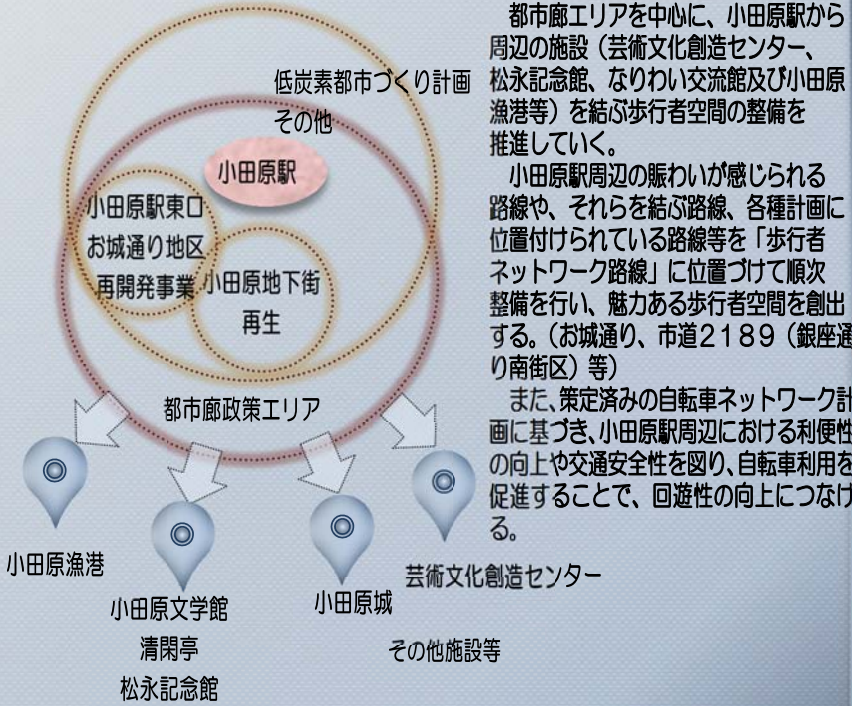 低炭素都市づくり計画
その他
小田原駅
小田原駅東口
お城通り地区
再開発事業
小田原地下街
再生
都市廊政策エリア
小田原漁港
小田原文学館
清閑亭
松永記念館
小田原城
芸術文化創造センター
その他施設等
都市廊エリアを中心に、小田原駅から
周辺の施設（芸術文化創造センター、
松永記念館、なりわい交流館及び小田原
漁港等）を結ぶ歩行者空間の整備を
推進していく。
小田原駅周辺の賑わいが感じられる
路線や、それらを結ぶ路線、各種計画に
位置付けられている路線等を「歩行者
ネットワーク路線」に位置づけて順次
整備を行い、魅力ある歩行者空間を創出
する。（お城通り、市道２１８９（銀座通
り南街区）等）
また、策定済みの自転車ネットワーク計
画に基づき、小田原駅周辺における利便性
の向上や交通安全性を図り、自転車利用を
促進することで、回遊性の向上につなげ
る。